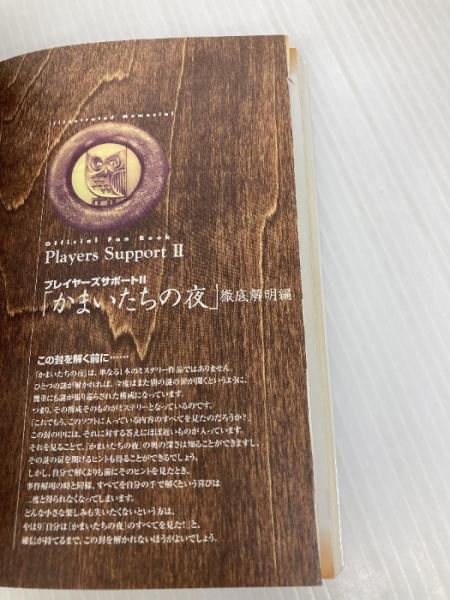 Illustrated Memorial
Official Fan Book
Players Support II
プレイヤーズサポートII
「かまいたちの夜」徹底解明編
この封を解く前に……
「かまいたちの夜」は、単なる1本のミステリー作品ではありません。
ひとつの謎が解かれれば、今度はまた別の謎の扉が開くというように、
幾重にも謎が張り巡らされた構成になっています。
つまり、その構成そのものがミステリーとなっているのです。
「これでもう、このソフトに入っている内容のすべてを見たのだろうか？」
この封の中には、それに対する答えにほぼ近いものが入っています。
それを見ることで、「かまいたちの夜」の奥の深さは知ることができますし、
その謎の扉を開けるヒントも得ることができるでしょう。
しかし、自分で解くよりも前にそのヒントを見たとき、
事件解明の時と同様、すべてを自分の手で解くという喜びは
二度と得られなくなってしまいます。
どんな小さな楽しみも失いたくないという方は、
やはり「自分は「かまいたちの夜」のすべてを見た！」と、
確信が持てるまで、この封を解かれないほうがよいでしょう。